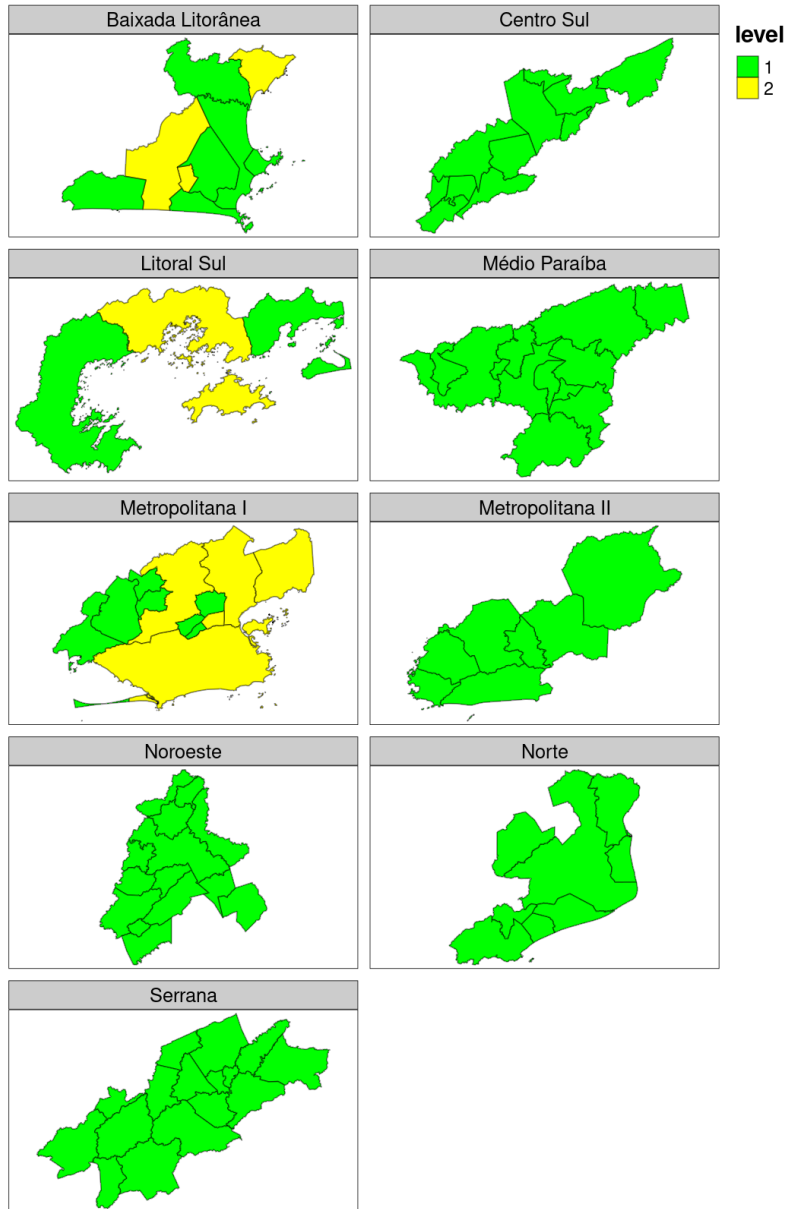 Baixada Litorânea
Centro Sul
level
1
2
Litoral Sul
Médio Paraíba
Metropolitana I
Metropolitana II
Noroeste
Norte
Serrana